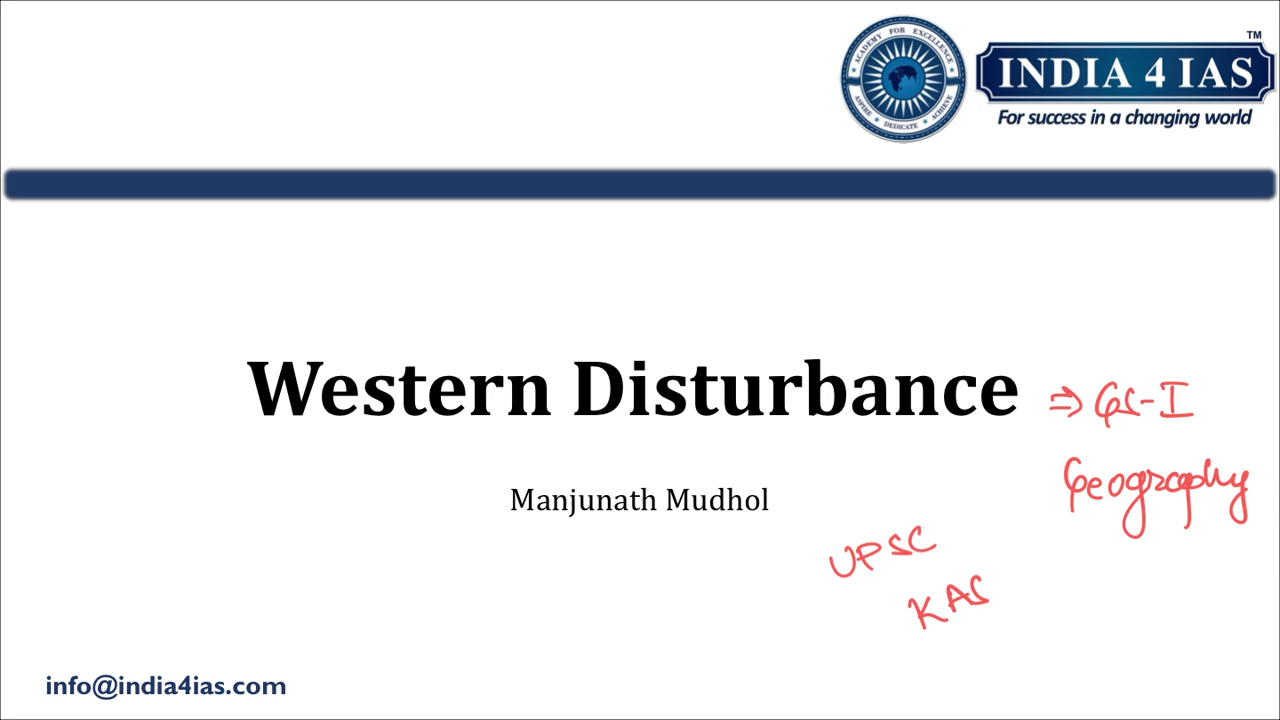 ACADEMY FOR EXCELLENCE
ASPIRE ★ DEDICATE ★ ACHIEVE
INDIA 4 IAS TM
For success in a changing world
Western Disturbance ⇒ GS-I
Geography
Manjunath Mudhol
UPSC
KAS
info@india4ias.com